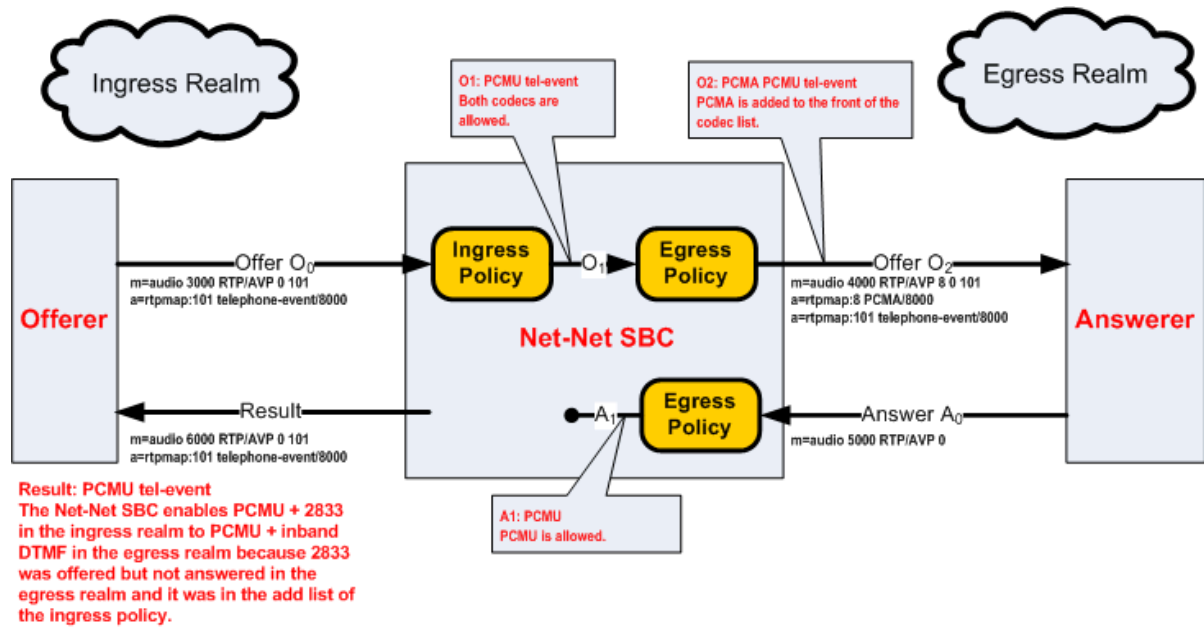 Ingress Realm
Egress Realm
O1: PCMU tel-event
Both codecs are
allowed.
O2: PCMA PCMU tel-event
PCMA is added to the front of the
codec list.
Offerer
Offer O0
m=audio 3000 RTP/AVP 0 101
a=rtpmap:101 telephone-event/8000
Ingress
Policy
O1
Egress
Policy
Offer O2
m=audio 4000 RTP/AVP 8 0 101
a=rtpmap:8 PCMA/8000
a=rtpmap:101 telephone-event/8000
Answerer
Net-Net SBC
Result
m=audio 6000 RTP/AVP 0 101
a=rtpmap:101 telephone-event/8000
A1
Egress
Policy
Answer A0
m=audio 5000 RTP/AVP 0
Result: PCMU tel-event
The Net-Net SBC enables PCMU + 2833
in the ingress realm to PCMU + inband
DTMF in the egress realm because 2833
was offered but not answered in the
egress realm and it was in the add list of
the ingress policy.
A1: PCMU
PCMU is allowed.